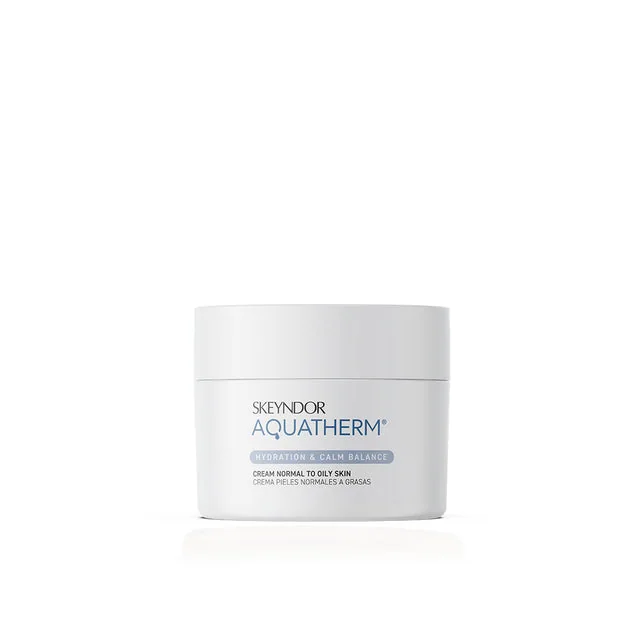 SKEYNDOR
AQUATHERM®
HYDRATION & CALM BALANCE
CREAM NORMAL TO OILY SKIN
CREMA PIELES NORMALES A GRASAS